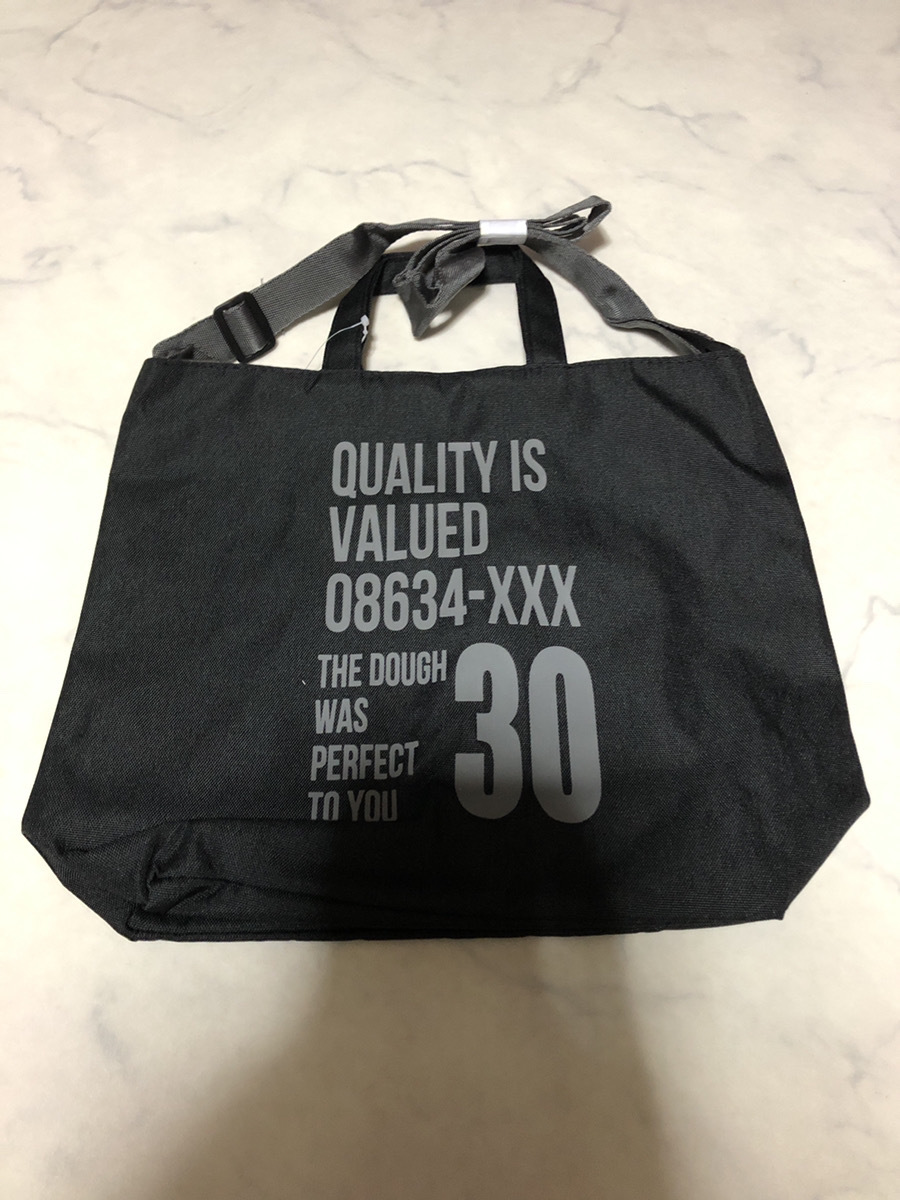 QUALITY IS
VALUED
08634-XXX
THE DOUGH
WAS
PERFECT
TO YOU
30